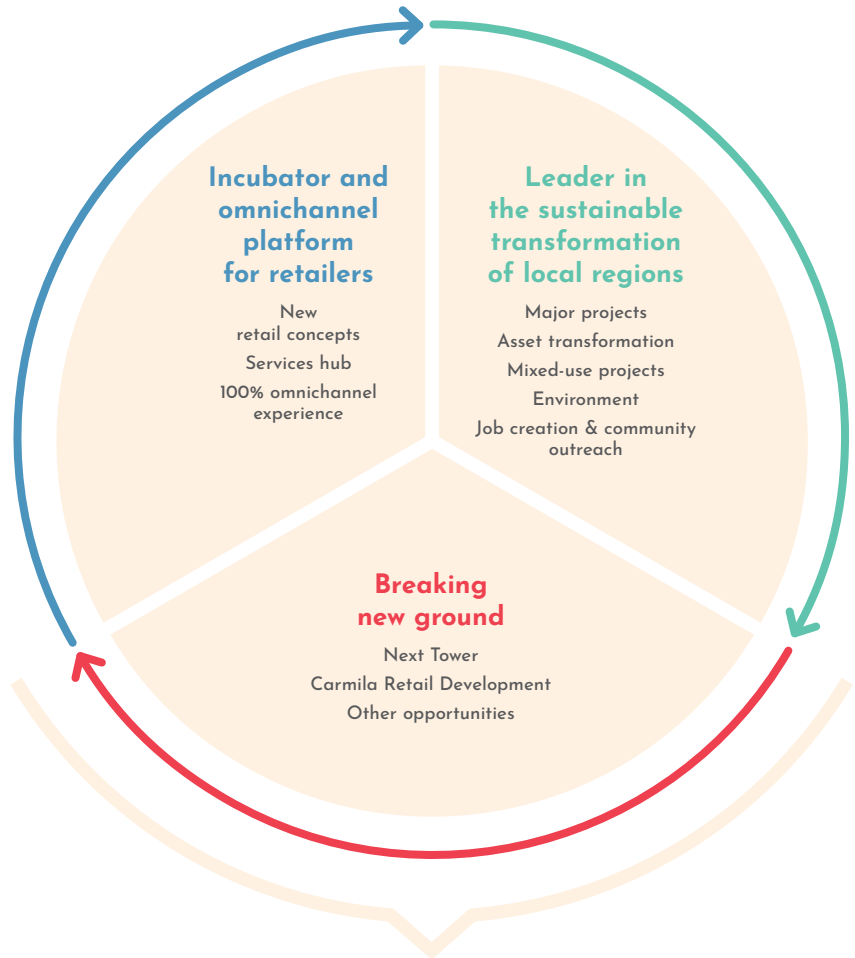 Incubator and
omnichannel
platform
for retailers
New
retail concepts
Services hub
100% omnichannel
experience
Leader in
the sustainable
transformation
of local regions
Major projects
Asset transformation
Mixed-use projects
Environment
Job creation & community
outreach
Breaking
new ground
Next Tower
Carmila Retail Development
Other opportunities